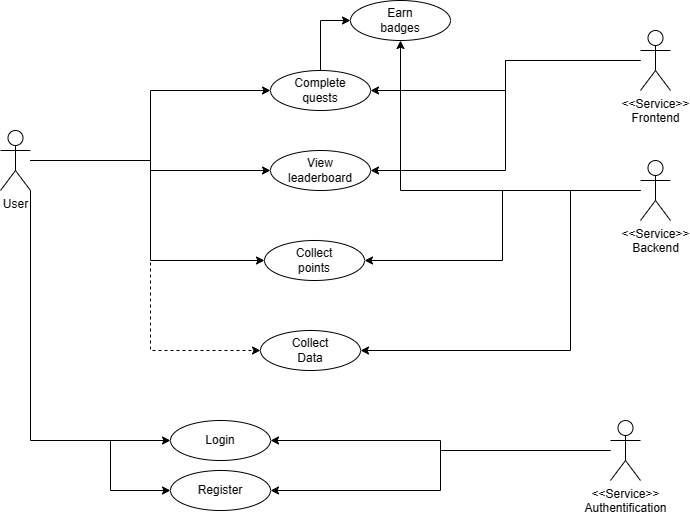 Earn
badges
Complete
quests
<<Service>>
Frontend
View
leaderboard
User
<<Service>>
Backend
Collect
points
Collect
Data
Login
Register
<<Service>>
Authentification